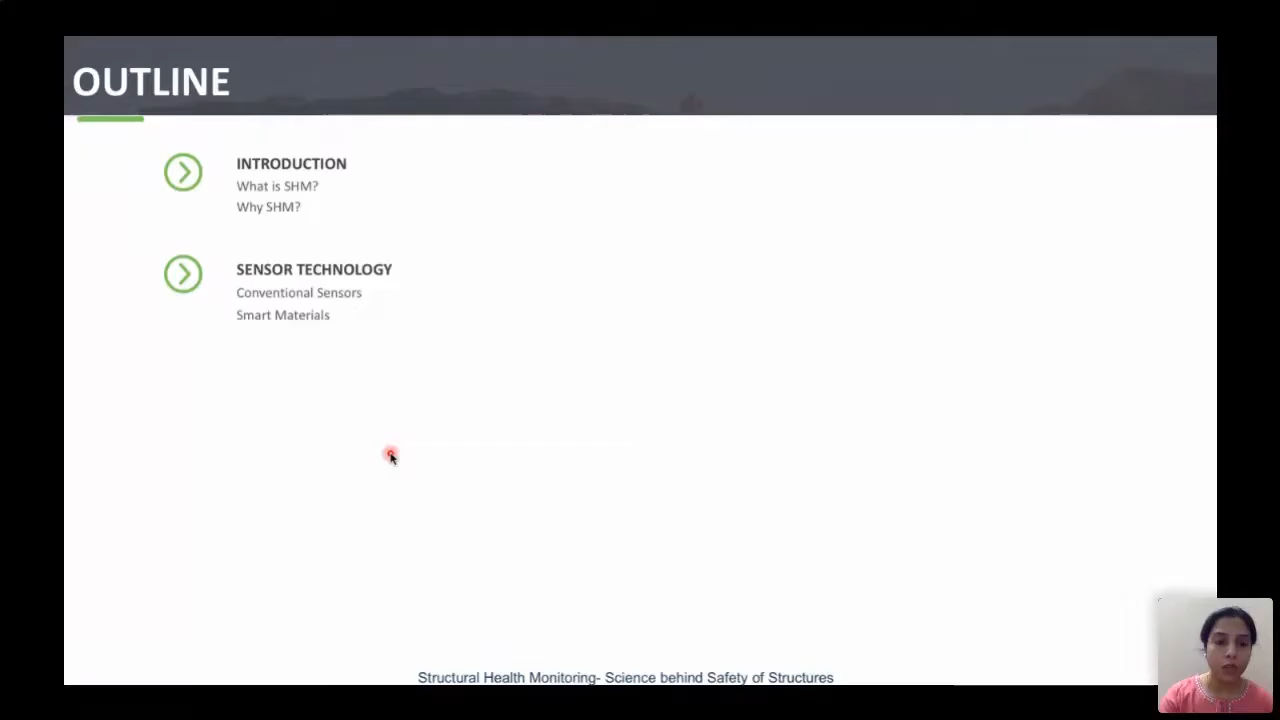 OUTLINE
INTRODUCTION
What is SHM?
Why SHM?
SENSOR TECHNOLOGY
Conventional Sensors
Smart Materials
Structural Health Monitoring- Science behind Safety of Structures